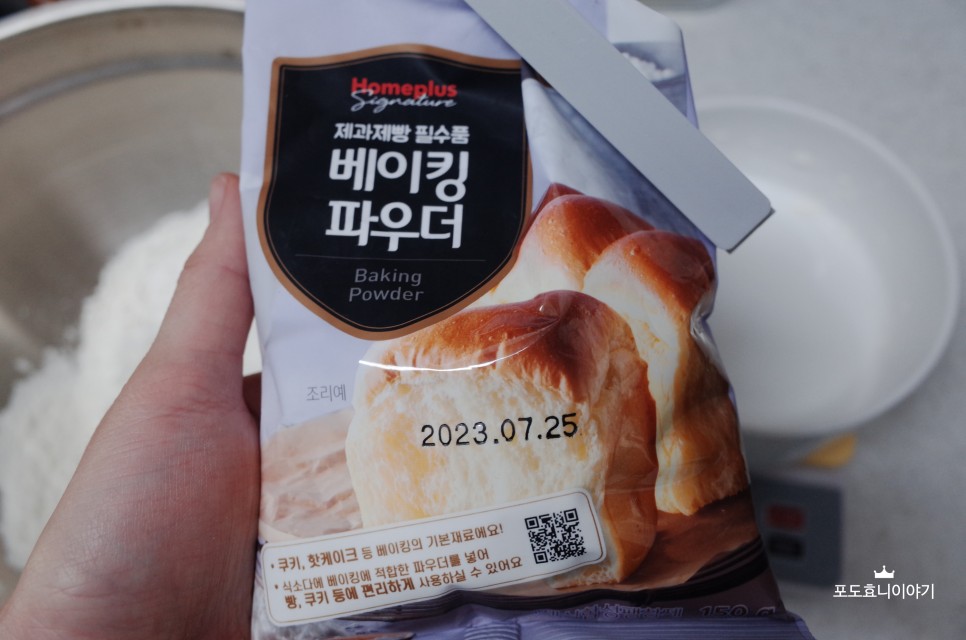 Homeplus
Signature
제과제빵 필수품
베이킹
파우더
Baking
Powder
조리예
2023.07.25
• 쿠키, 핫케이크 등 베이킹의 기본재료에요!
• 식소다에 베이킹에 적합한 파우더를 넣어
빵, 쿠키 등에 편리하게 사용하실 수 있어요
150 g
포도효니이야기